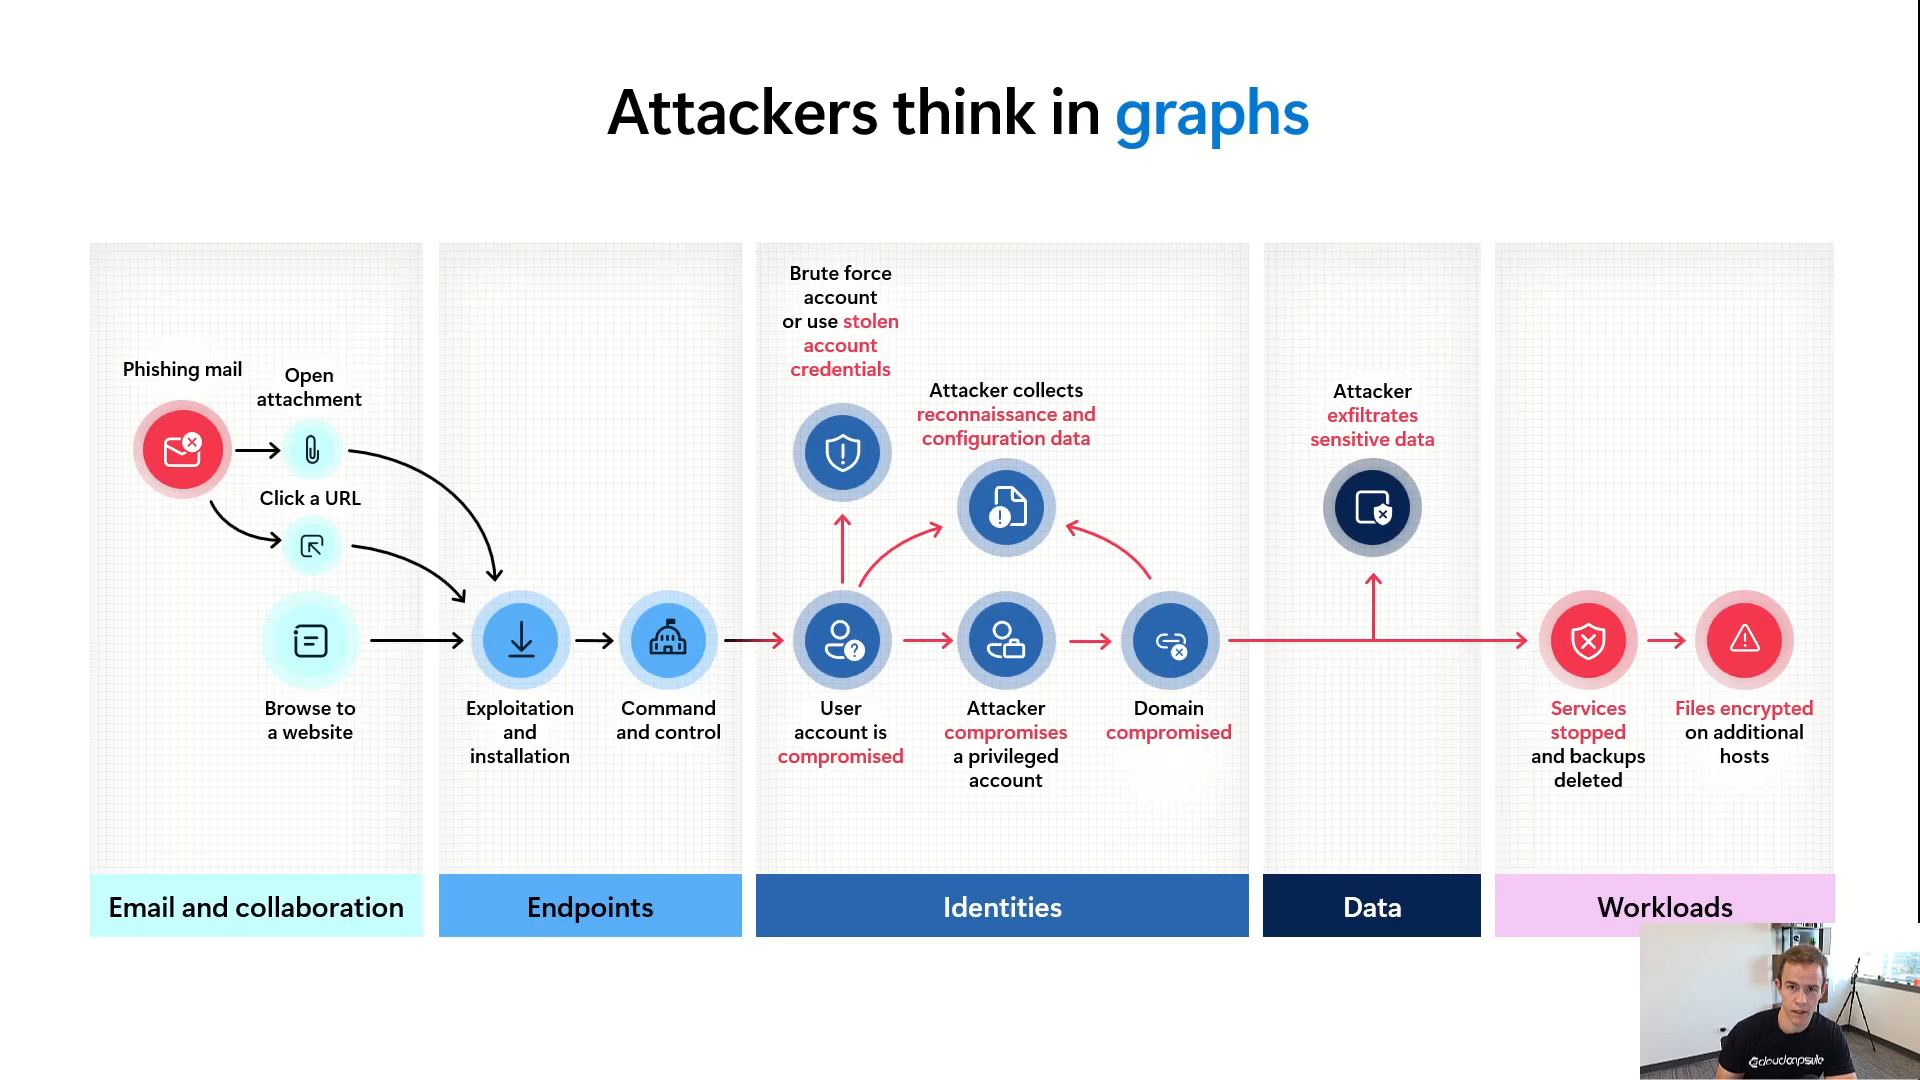 Attackers think in graphs
Phishing mail
Open
attachment
Click a URL
Browse to
a website
Exploitation
and
installation
Command
and control
Brute force
account
or use stolen
account
credentials
Attacker collects
reconnaissance and
configuration data
User
account is
compromised
Attacker
compromises
a privileged
account
Domain
compromised
Attacker
exfiltrates
sensitive data
Services
stopped
and backups
deleted
Files encrypted
on additional
hosts
Email and collaboration
Endpoints
Identities
Data
Workloads
cloudcapsule